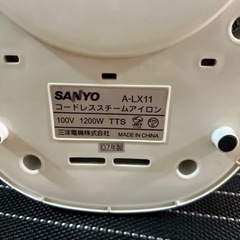 SANYO A-LX11
コードレススチームアイロン
100V 1200W TTS
三洋電機株式会社 MADE IN CHINA
07年製